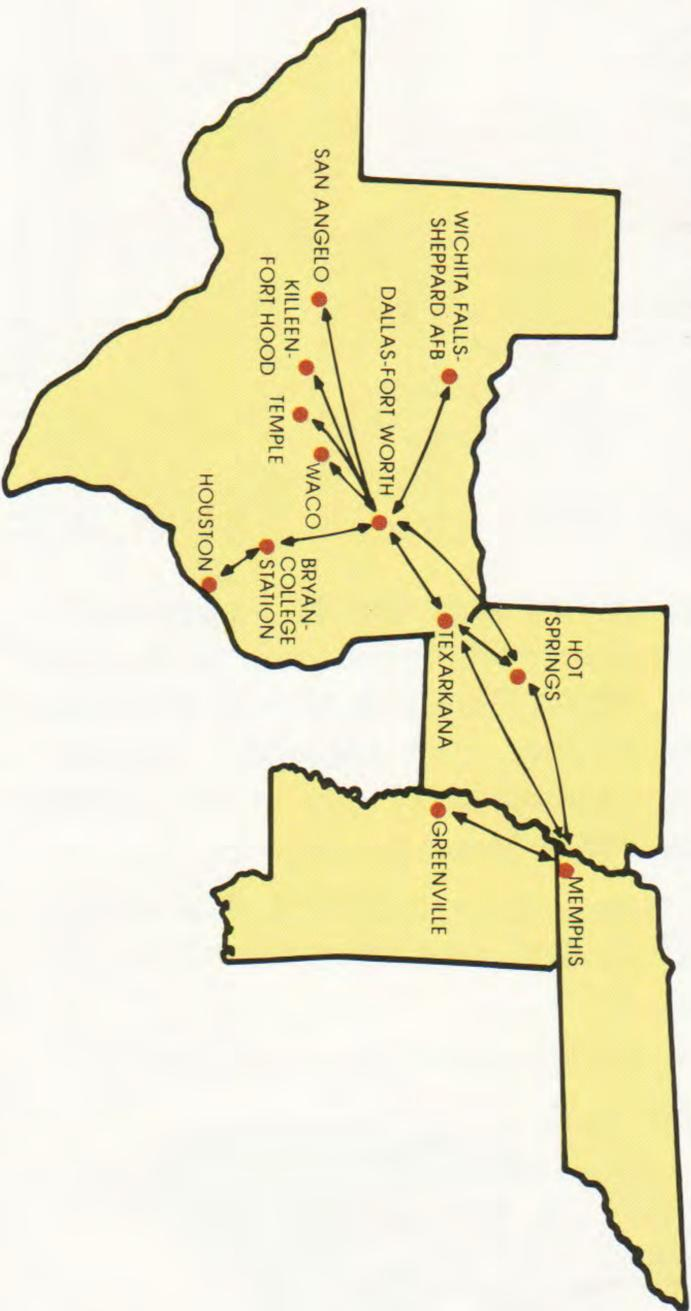 WICHITA FALLS-
SHEPPARD AFB
DALLAS-FORT WORTH
SAN ANGELO
KILLEEN-
FORT HOOD
TEMPLE
WACO
BRYAN-
COLLEGE
STATION
HOUSTON
HOT
SPRINGS
TEXARKANA
MEMPHIS
GREENVILLE